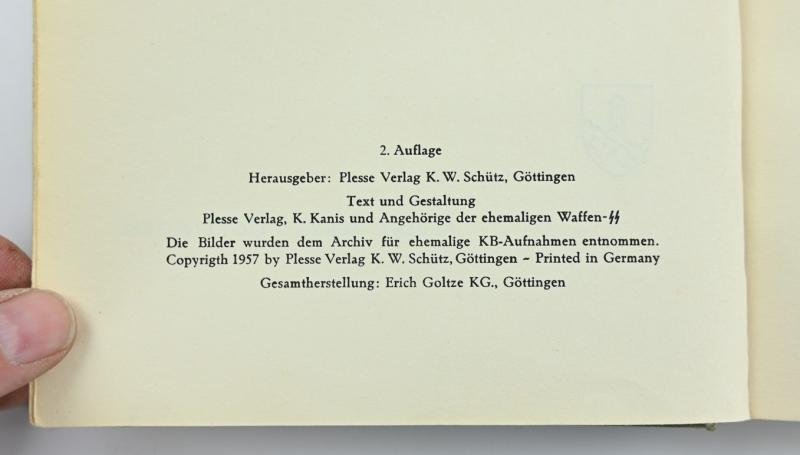 2. Auflage
Herausgeber: Plesse Verlag K. W. Schütz, Göttingen
Text und Gestaltung
Plesse Verlag, K. Kanis und Angehörige der ehemaligen Waffen-ᛋᛋ
Die Bilder wurden dem Archiv für ehemalige KB-Aufnahmen entnommen.
Copyrigth 1957 by Plesse Verlag K. W. Schütz, Göttingen – Printed in Germany
Gesamtherstellung: Erich Goltze KG., Göttingen